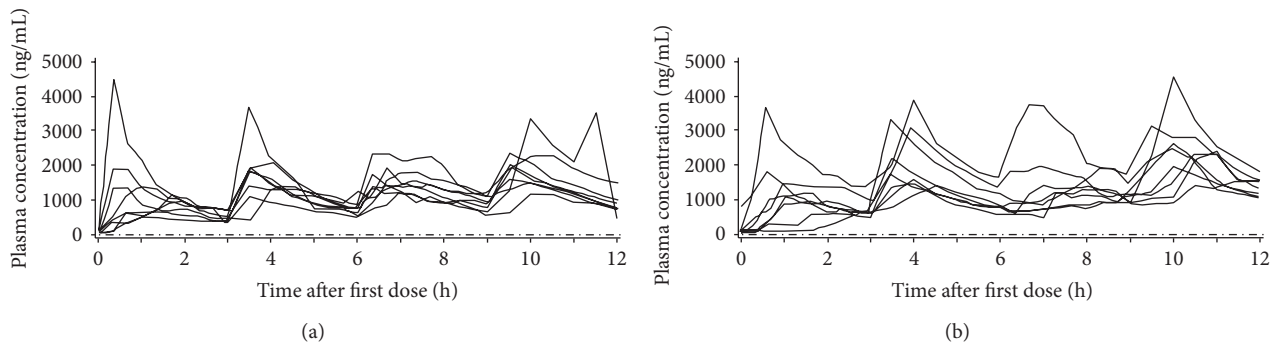 Plasma concentration (ng/mL)
5000
4000
3000
2000
1000
0
0 2 4 6 8 10 12
Time after first dose (h)
(a)
Plasma concentration (ng/mL)
5000
4000
3000
2000
1000
0
0 2 4 6 8 10 12
Time after first dose (h)
(b)